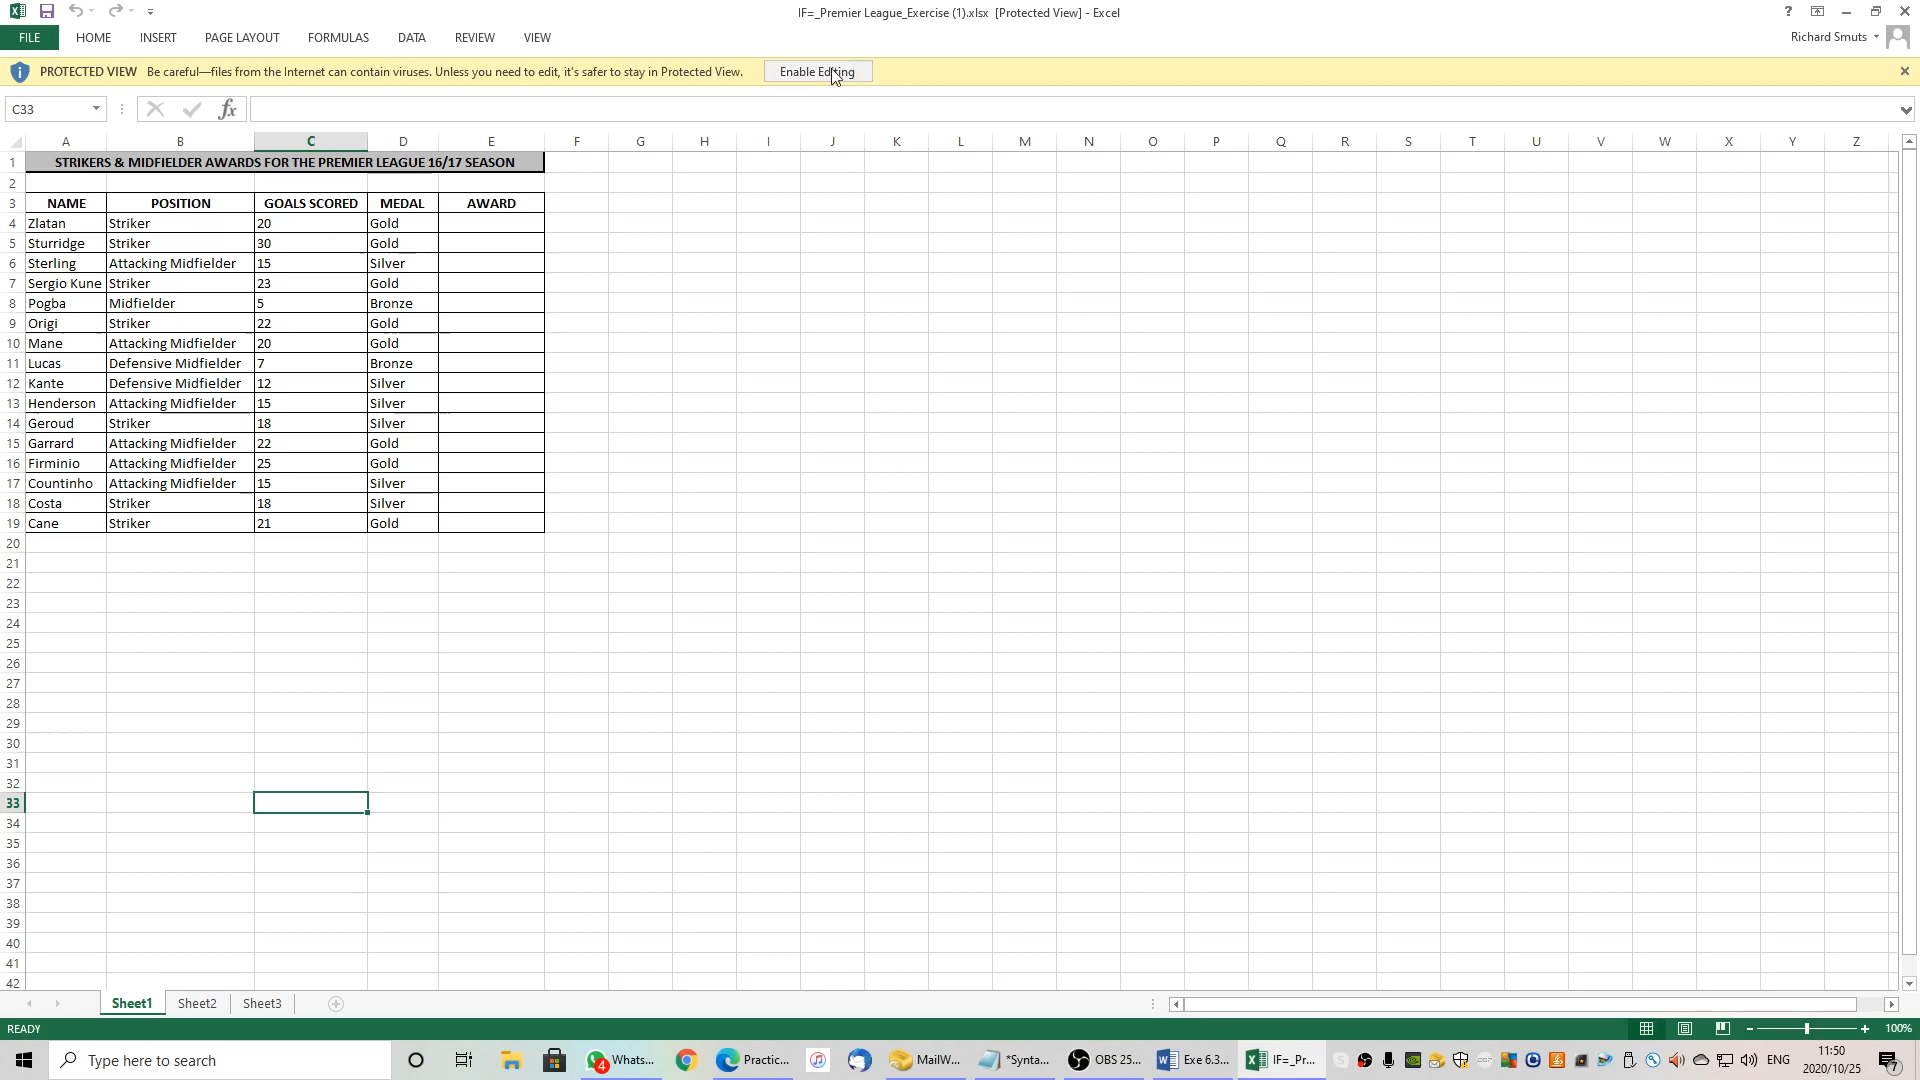 IF=_Premier League_Exercise (1).xlsx  [Protected View] - Excel
FILE HOME INSERT PAGE LAYOUT FORMULAS DATA REVIEW VIEW Richard Smuts
PROTECTED VIEW Be careful—files from the Internet can contain viruses. Unless you need to edit, it's safer to stay in Protected View. Enable Editing
C33 fx
A B C D E F G H I J K L M N O P Q R S T U V W X Y Z
1 STRIKERS & MIDFIELDER AWARDS FOR THE PREMIER LEAGUE 16/17 SEASON
2
3 NAME POSITION GOALS SCORED MEDAL AWARD
4 Zlatan Striker 20 Gold
5 Sturridge Striker 30 Gold
6 Sterling Attacking Midfielder 15 Silver
7 Sergio Kune Striker 23 Gold
8 Pogba Midfielder 5 Bronze
9 Origi Striker 22 Gold
10 Mane Attacking Midfielder 20 Gold
11 Lucas Defensive Midfielder 7 Bronze
12 Kante Defensive Midfielder 12 Silver
13 Henderson Attacking Midfielder 15 Silver
14 Geroud Striker 18 Silver
15 Garrard Attacking Midfielder 22 Gold
16 Firminio Attacking Midfielder 25 Gold
17 Countinho Attacking Midfielder 15 Silver
18 Costa Striker 18 Silver
19 Cane Striker 21 Gold
20
21
22
23
24
25
26
27
28
29
30
31
32
33
34
35
36
37
38
39
40
41
42
Sheet1 Sheet2 Sheet3
READY 100%
Type here to search 4 Whats... Practic... MailW... *Synta... OBS 25... Exe 6.3... IF=_Pr... ENG 11:50
2020/10/25 7